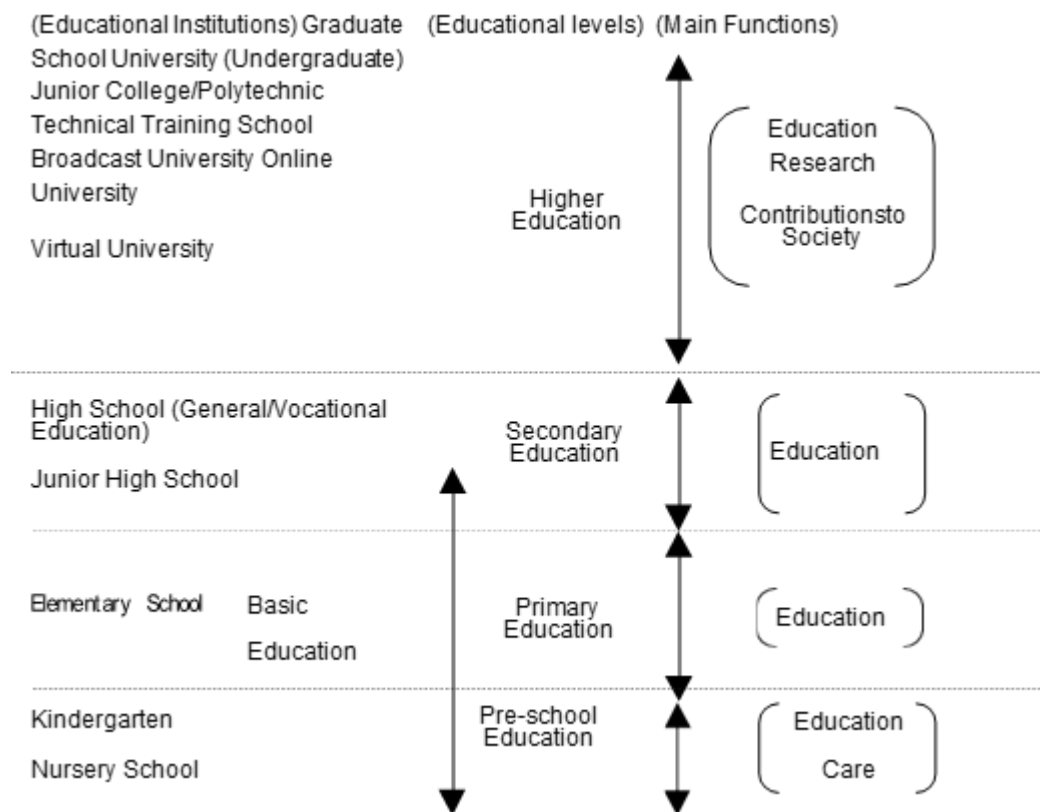 (Educational Institutions) Graduate (Educational levels) (Main Functions)
School University (Undergraduate)
Junior College/Polytechnic
Technical Training School
Broadcast University Online
University
Virtual University
Higher
Education
Education
Research
Contributionsto
Society
High School (General/Vocational
Education)
Junior High School
Secondary
Education
Education
Elementary School
Basic
Education
Primary
Education
Education
Kindergarten
Nursery School
Pre-school
Education
Education
Care